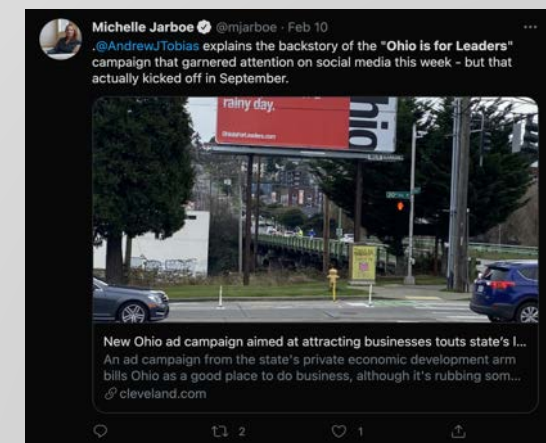 Michelle Jarboe @mjarboe · Feb 10
.@AndrewJTobias explains the backstory of the "Ohio is for Leaders"
campaign that garnered attention on social media this week - but that
actually kicked off in September.
rainy day.
OhioIsForLeaders.com
hio
New Ohio ad campaign aimed at attracting businesses touts state's l...
An ad campaign from the state's private economic development arm
bills Ohio as a good place to do business, although it's rubbing som...
cleveland.com
2
1